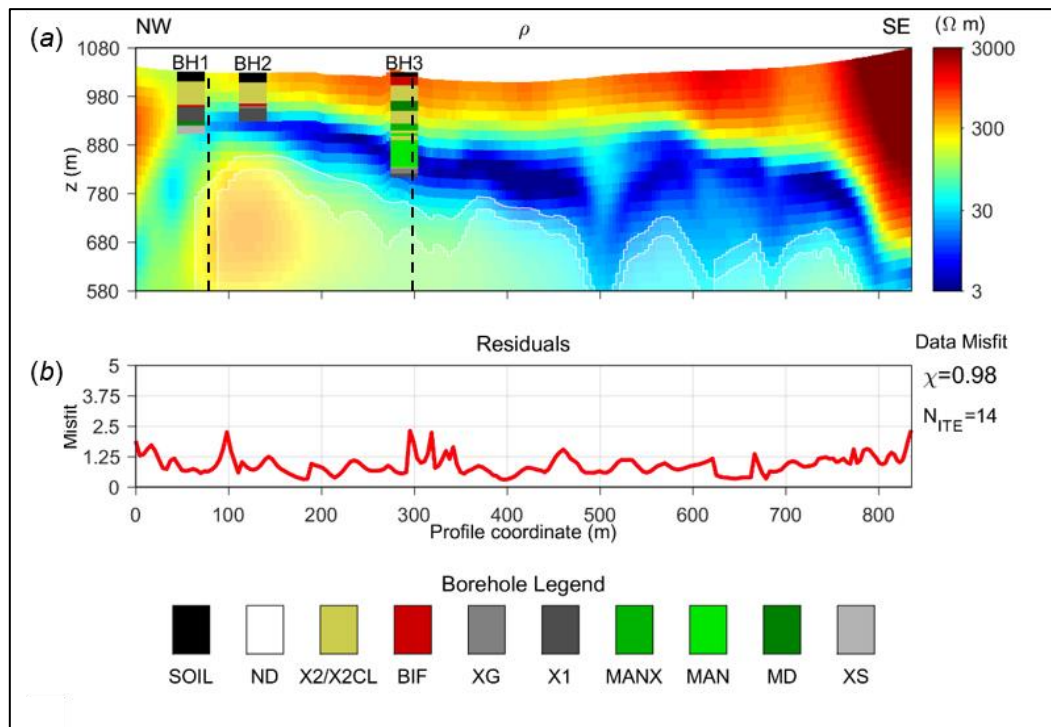 (a) NW ρ SE (Ω m)
BH1 BH2 BH3
1080 980 880 780 680 580
z (m)
3000 300 30 3
Residuals
(b)
Data Misfit
χ=0.98
N_ITE=14
5 3.75 2.5 1.25 0
Misfit
0 100 200 300 400 500 600 700 800
Profile coordinate (m)
Borehole Legend
SOIL ND X2/X2CL BIF XG X1 MANX MAN MD XS